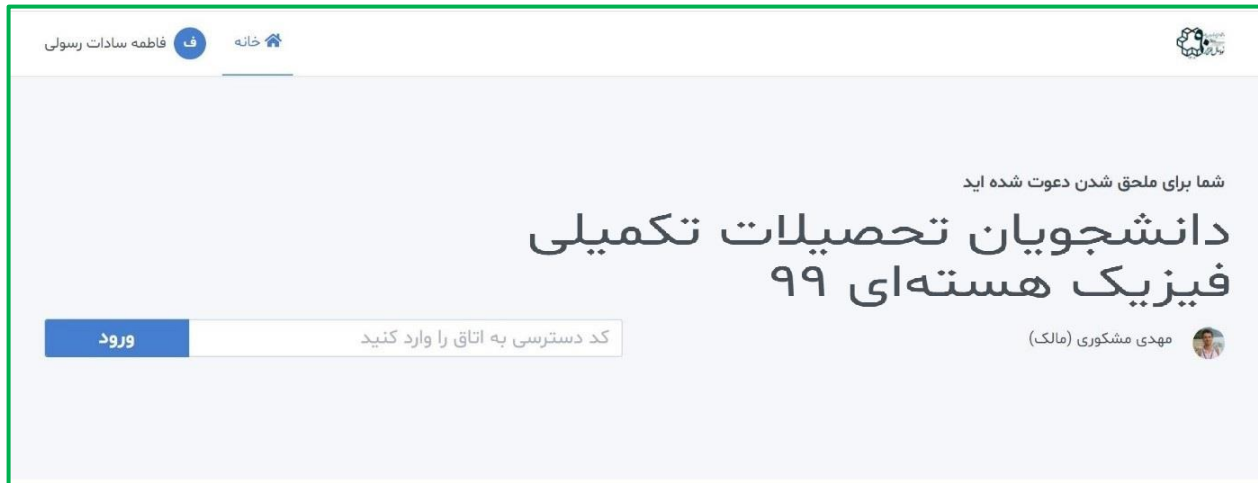 خانه
ف فاطمه سادات رسولی
شما برای ملحق شدن دعوت شده اید
دانشجویان تحصیلات تکمیلی
فیزیک هسته‌ای ۹۹
مهدی مشکوری (مالک)
کد دسترسی به اتاق را وارد کنید
ورود